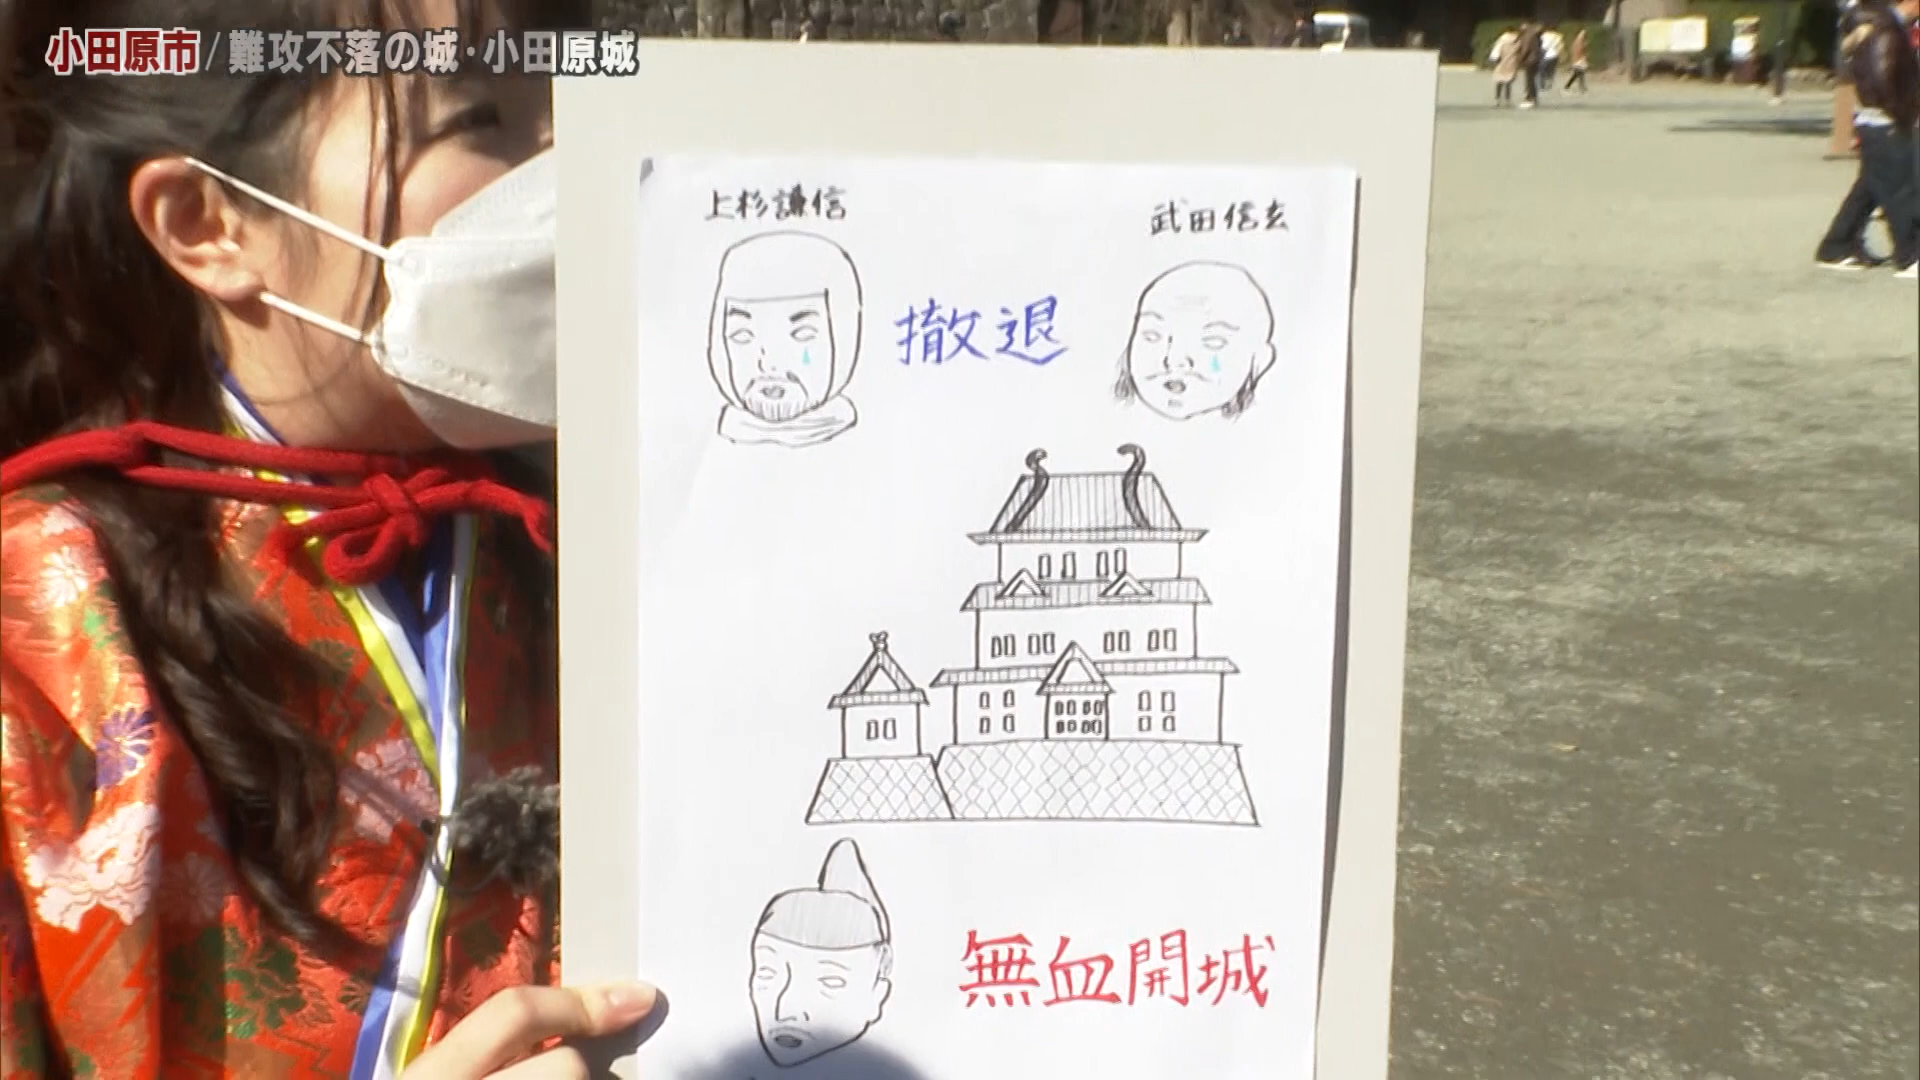 小田原市/難攻不落の城・小田原城
上杉謙信
武田信玄
撤退
無血開城